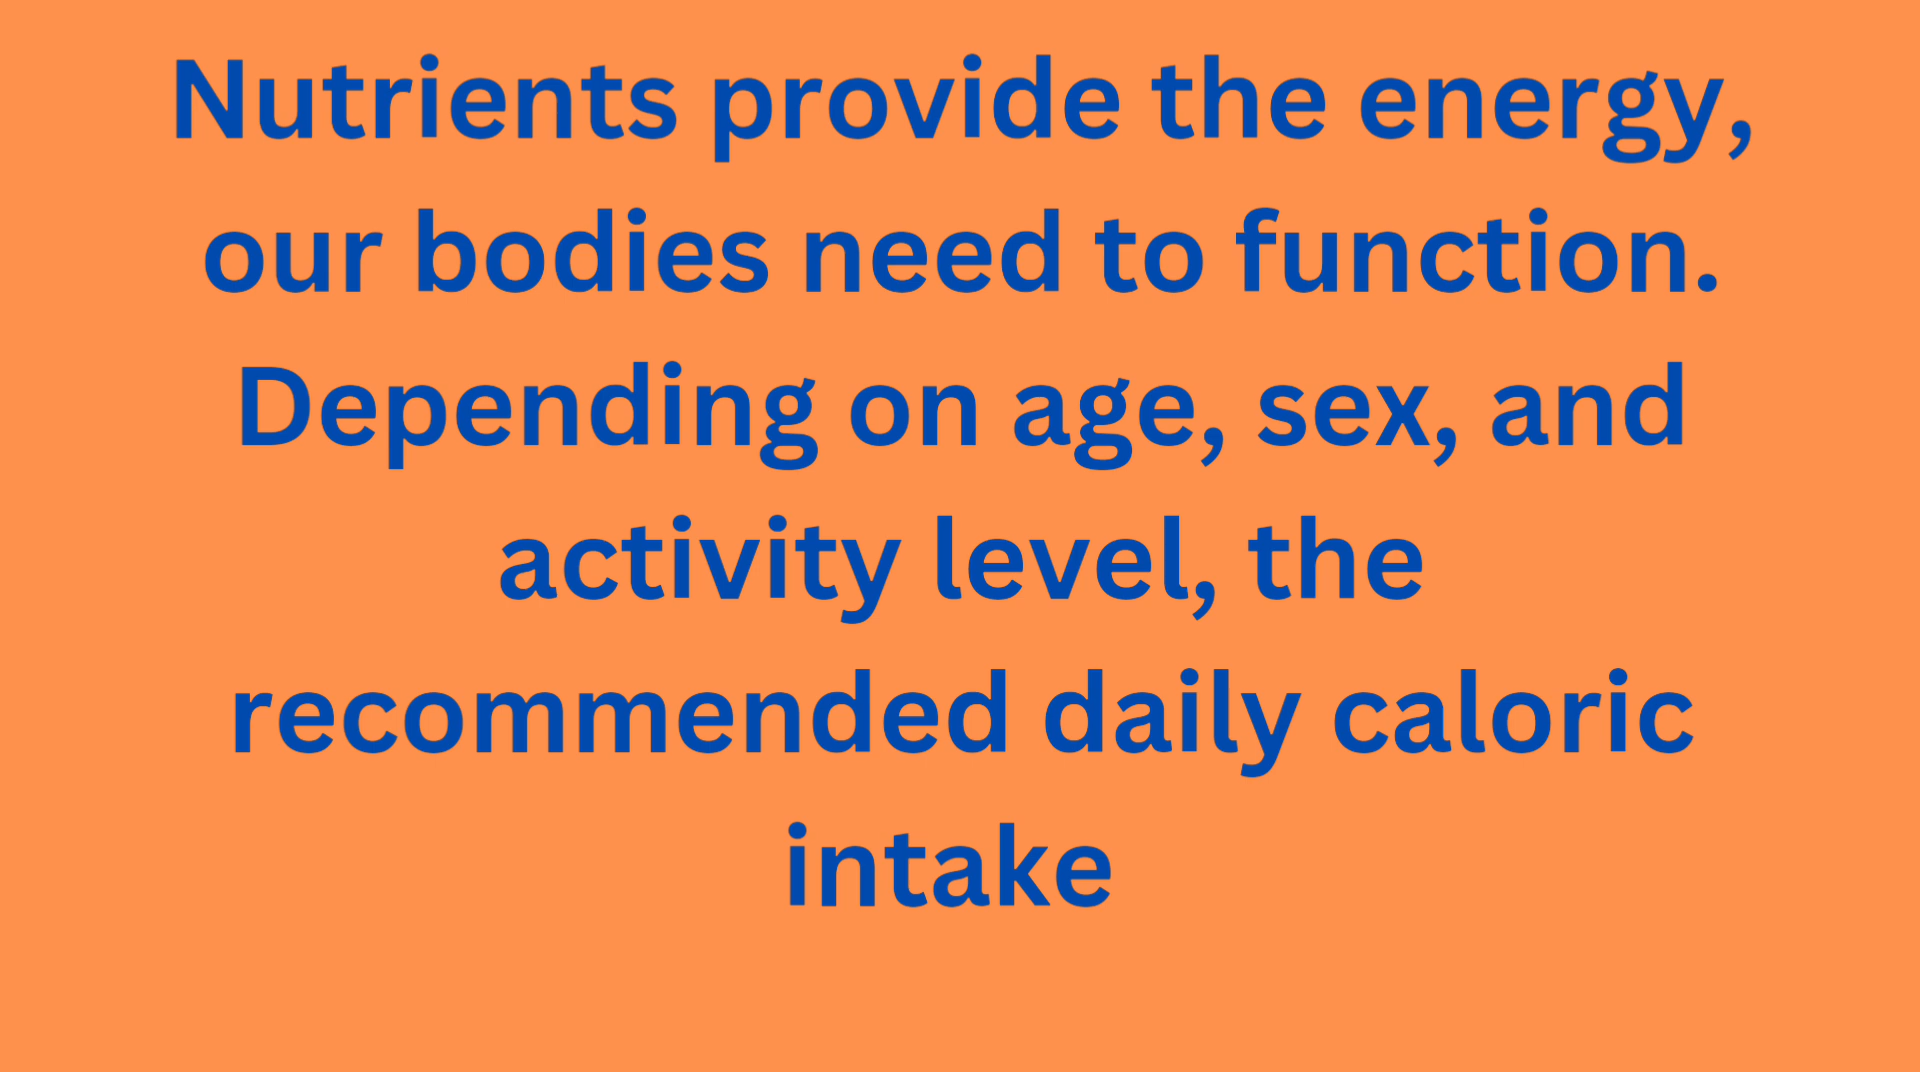 Nutrients provide the energy,
our bodies need to function.
Depending on age, sex, and
activity level, the
recommended daily caloric
intake